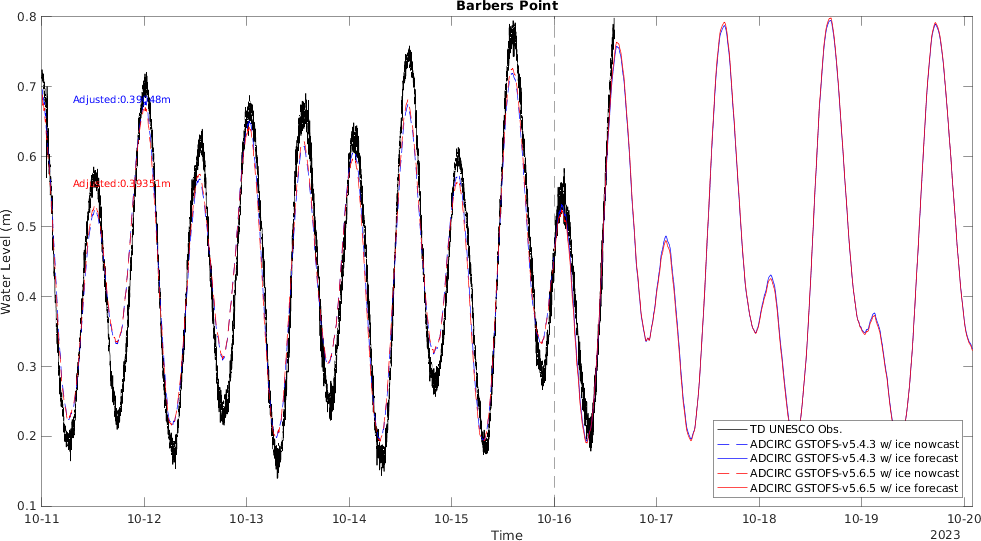 Barbers Point
0.8
0.7
0.6
0.5
0.4
0.3
0.2
0.1
Water Level (m)
Adjusted:0.39351m
TD UNESCO Obs.
ADCIRC GSTOFS-v5.4.3 w/ ice nowcast
ADCIRC GSTOFS-v5.4.3 w/ ice forecast
ADCIRC GSTOFS-v5.6.5 w/ ice nowcast
ADCIRC GSTOFS-v5.6.5 w/ ice forecast
10-11 10-12 10-13 10-14 10-15 10-16 10-17 10-18 10-19 10-20
Time
2023